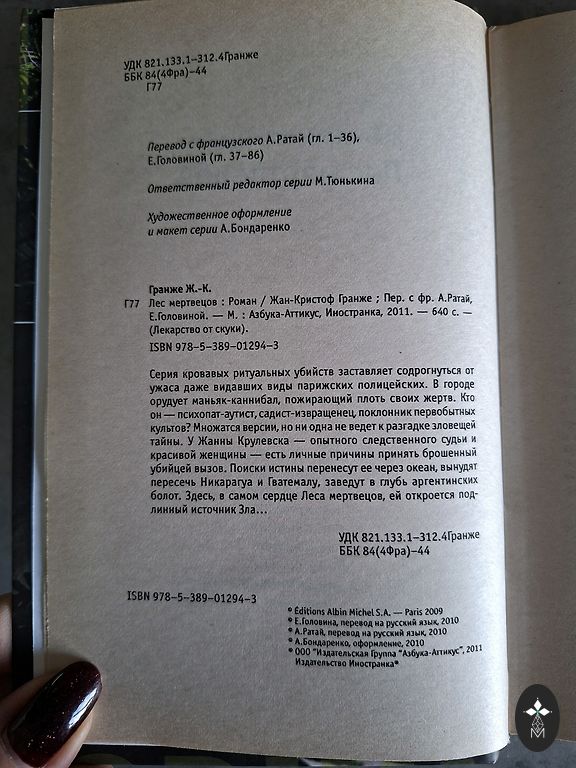 УДК 821.133.1–312.4Гранже
ББК 84(4Фра)–44
Г77
Перевод с французского А.Ратай (гл. 1–36),
Е.Головиной (гл. 37–86)
Ответственный редактор серии М.Тюнькина
Художественное оформление
и макет серии А.Бондаренко
Гранже Ж.-К.
Г77 Лес мертвецов : Роман / Жан-Кристоф Гранже ; Пер. с фр. А.Ратай,
Е.Головиной. — М. : Азбука-Аттикус, Иностранка, 2011. — 640 с. —
(Лекарство от скуки).
ISBN 978–5–389–01294–3
Серия кровавых ритуальных убийств заставляет содрогнуться от
ужаса даже видавших виды парижских полицейских. В городе
орудует маньяк-каннибал, пожирающий плоть своих жертв. Кто
он — психопат-аутист, садист-извращенец, поклонник первобытных
культов? Множатся версии, но ни одна не ведет к разгадке зловещей
тайны. У Жанны Крулевска — опытного следственного судьи и
красивой женщины — есть личные причины принять брошенный
убийцей вызов. Поиски истины перенесут ее через океан, вынудят
пересечь Никарагуа и Гватемалу, заведут в глубь аргентинских
болот. Здесь, в самом сердце Леса мертвецов, ей откроется под-
линный источник Зла...
УДК 821.133.1–312.4Гранже
ББК 84(4Фра)–44
ISBN 978–5–389–01294–3
© Éditions Albin Michel S.A. — Paris 2009
© Е.Головина, перевод на русский язык, 2010
© А.Ратай, перевод на русский язык, 2010
© А.Бондаренко, оформление, 2010
© ООО "Издательская Группа "Азбука-Аттикус", 2011
Издательство Иностранка®
М